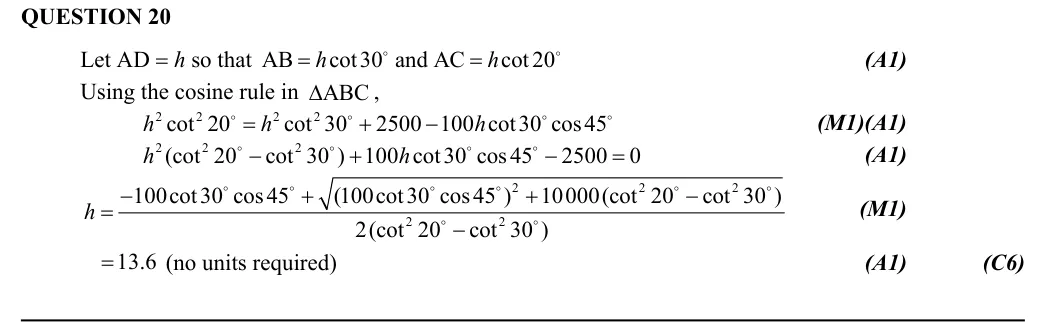 QUESTION 20
Let AD = h so that AB = h cot 30° and AC = h cot 20° (A1)
Using the cosine rule in ΔABC ,
h² cot² 20° = h² cot² 30° + 2500 − 100h cot 30° cos 45° (M1)(A1)
h² (cot² 20° − cot² 30°) + 100h cot 30° cos 45° − 2500 = 0 (A1)
h = (−100 cot 30° cos 45° + √((100 cot 30° cos 45°)² + 10 000 (cot² 20° − cot² 30°))) / (2 (cot² 20° − cot² 30°)) (M1)
= 13.6 (no units required) (A1) (C6)